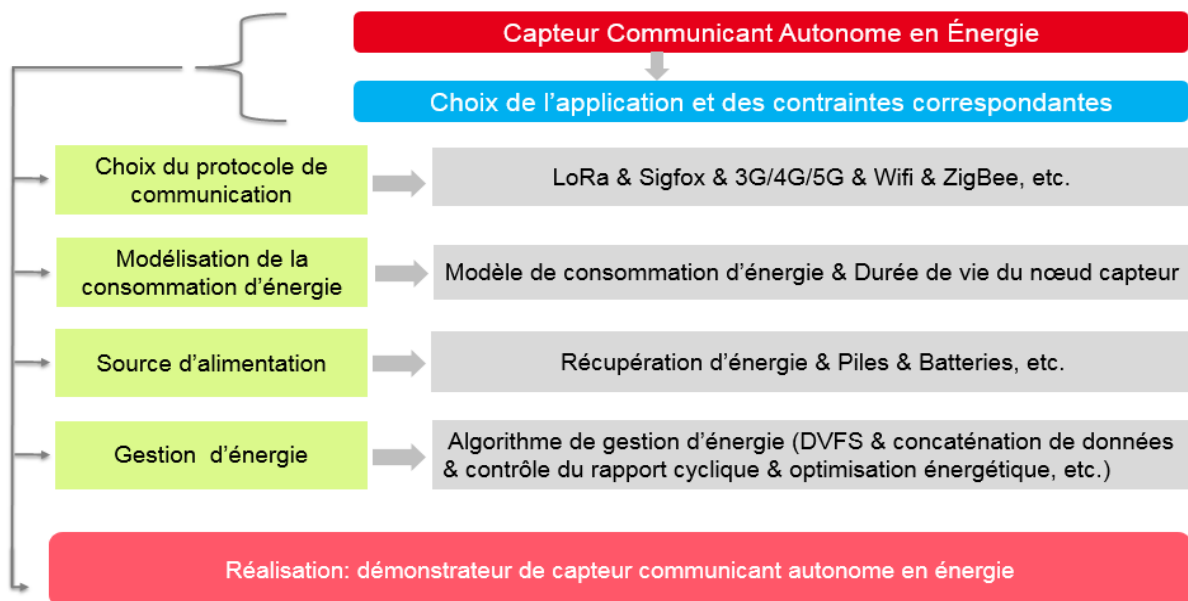 Capteur Communicant Autonome en Énergie
Choix de l'application et des contraintes correspondantes
Choix du protocole de
communication
LoRa & Sigfox & 3G/4G/5G & Wifi & ZigBee, etc.
Modélisation de la
consommation d'énergie
Modèle de consommation d'énergie & Durée de vie du nœud capteur
Source d'alimentation
Récupération d'énergie & Piles & Batteries, etc.
Gestion d'énergie
Algorithme de gestion d'énergie (DVFS & concaténation de données
& contrôle du rapport cyclique & optimisation énergétique, etc.)
Réalisation: démonstrateur de capteur communicant autonome en énergie